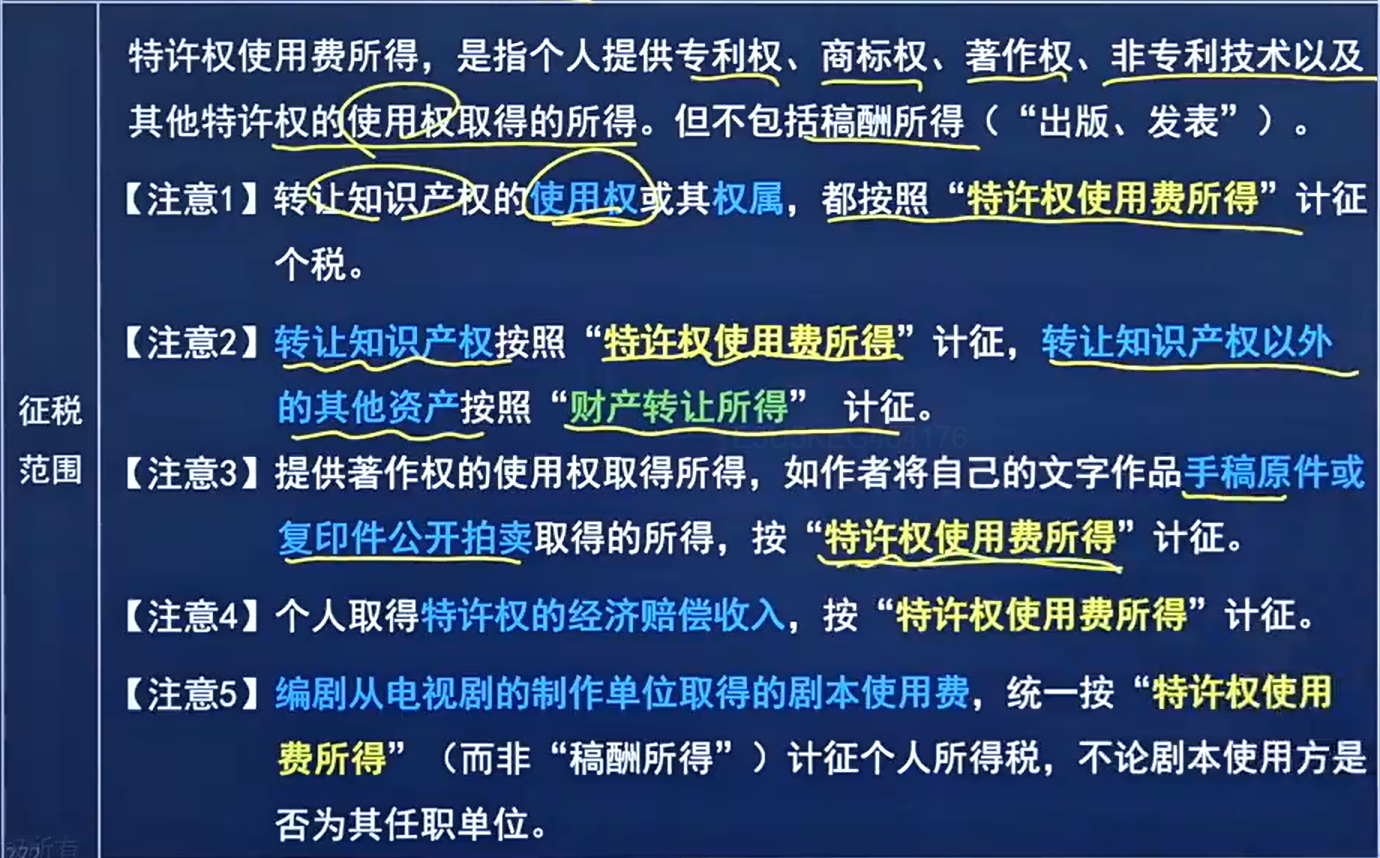 特许权使用费所得，是指个人提供专利权、商标权、著作权、非专利技术以及
其他特许权的使用权取得的所得。但不包括稿酬所得（“出版、发表”）。
【注意1】转让知识产权的使用权或其权属，都按照“特许权使用费所得”计征
个税。
【注意2】转让知识产权按照“特许权使用费所得”计征，转让知识产权以外
的其他资产按照“财产转让所得” 计征。
征税
范围
【注意3】提供著作权的使用权取得所得，如作者将自己的文字作品手稿原件或
复印件公开拍卖取得的所得，按“特许权使用费所得”计征。
【注意4】个人取得特许权的经济赔偿收入，按“特许权使用费所得”计征。
【注意5】编剧从电视剧的制作单位取得的剧本使用费，统一按“特许权使用
费所得”（而非“稿酬所得”）计征个人所得税，不论剧本使用方是
否为其任职单位。